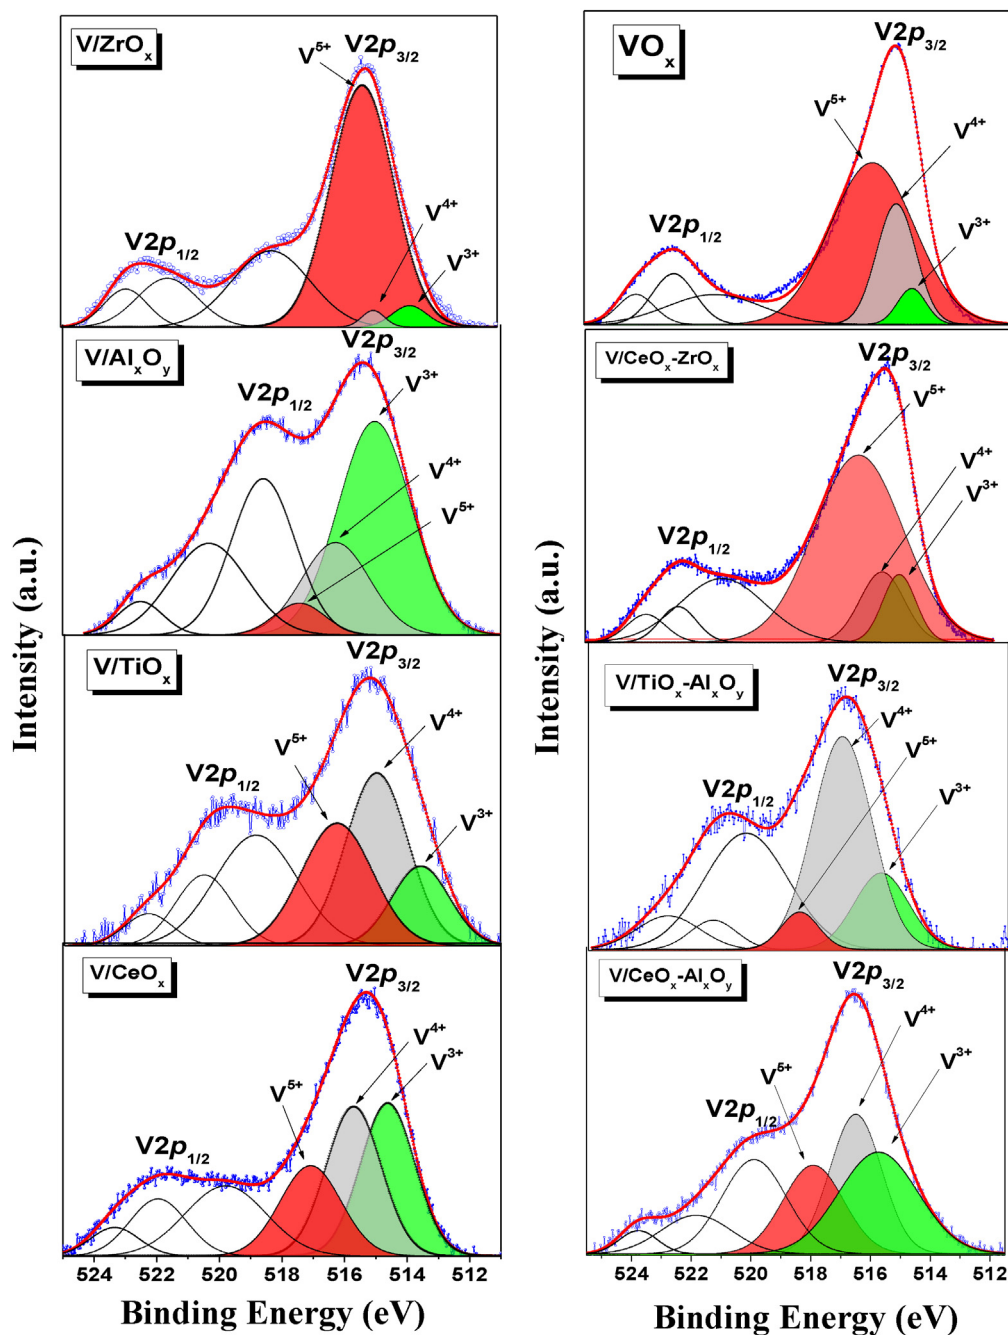 V/ZrOx
V5+
V2p3/2
V4+
V3+
V2p1/2
V/AlxOy
V2p3/2
V3+
V2p1/2
V4+
V5+
V/TiOx
V2p3/2
V4+
V5+
V2p1/2
V3+
V/CeOx
V2p3/2
V4+
V3+
V5+
V2p1/2
524 522 520 518 516 514 512
Binding Energy (eV)
Intensity (a.u.)
VOx
V2p3/2
V5+
V4+
V3+
V2p1/2
V/CeOx-ZrOx
V2p3/2
V5+
V4+
V3+
V2p1/2
V/TiOx-AlxOy
V2p3/2
V4+
V5+
V2p1/2
V3+
V/CeOx-AlxOy
V2p3/2
V4+
V3+
V5+
V2p1/2
524 522 520 518 516 514 512
Binding Energy (eV)
Intensity (a.u.)